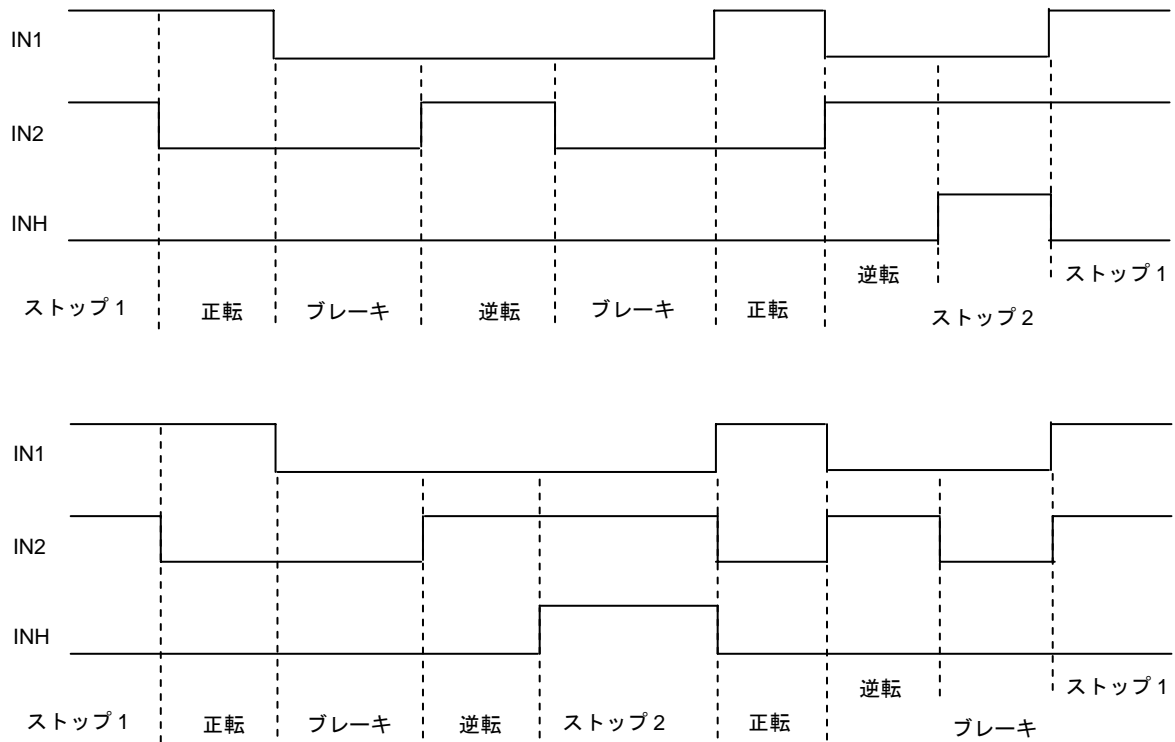 IN1
IN2
INH
逆転 ストップ 1
ストップ 1 正転 ブレーキ 逆転 ブレーキ 正転 ストップ 2
IN1
IN2
INH
逆転 ストップ 1
ストップ 1 正転 ブレーキ 逆転 ストップ 2 正転 ブレーキ